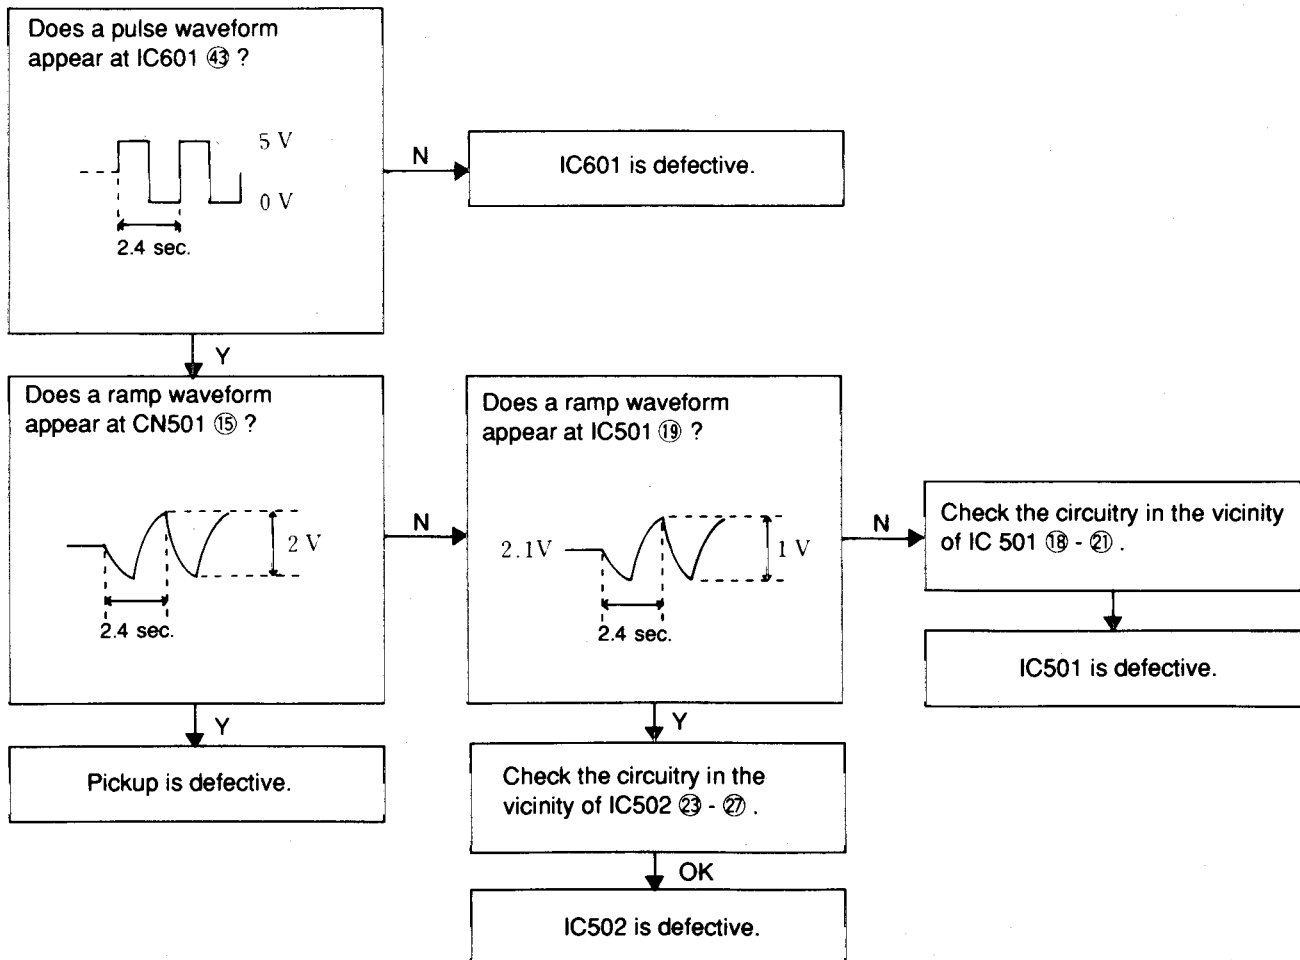 Does a pulse waveform
appear at IC601 ㊸ ?
5 V
0 V
2.4 sec.
N
IC601 is defective.
Y
Does a ramp waveform
appear at CN501 ⑮ ?
2 V
2.4 sec.
N
Does a ramp waveform
appear at IC501 ⑲ ?
2.1V
1 V
2.4 sec.
N
Check the circuitry in the vicinity
of IC 501 ⑱ - ㉑ .
IC501 is defective.
Y
Pickup is defective.
Y
Check the circuitry in the
vicinity of IC502 ㉓ - ㉗ .
OK
IC502 is defective.